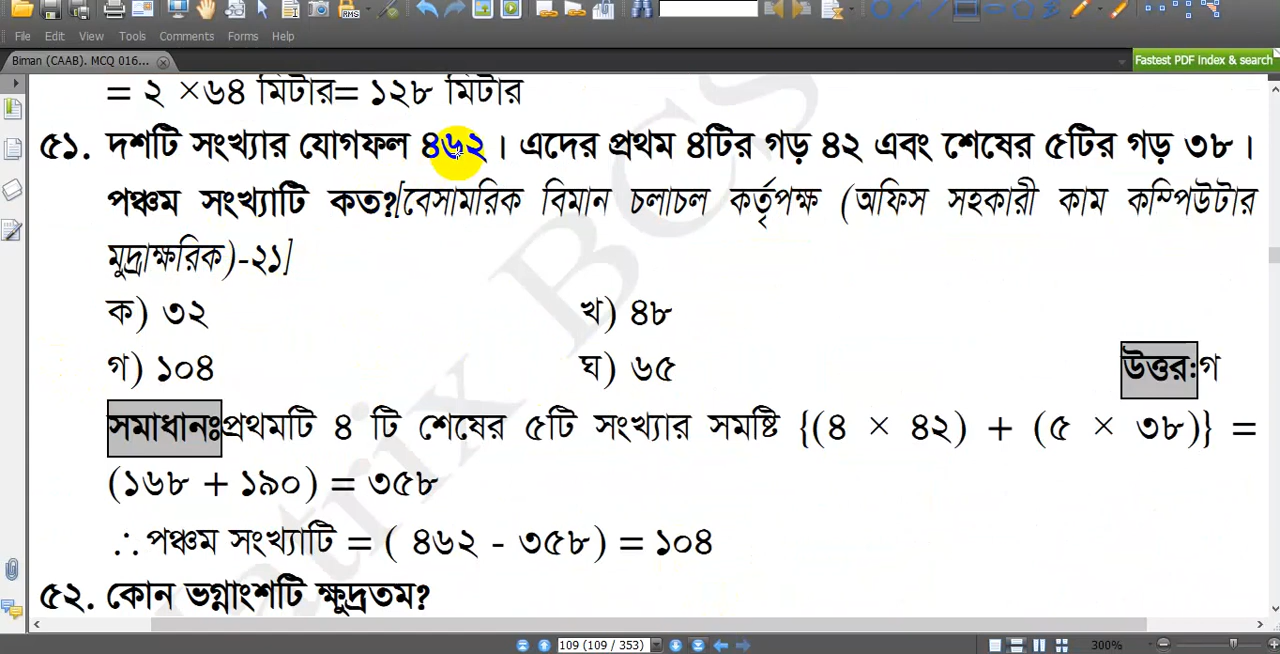 File Edit View Tools Comments Forms Help
Biman (CAAB). MCQ 016...
Fastest PDF Index & search
= ২ ×৬৪ মিটার= ১২৮ মিটার
৫১. দশটি সংখ্যার যোগফল ৪৬২ । এদের প্রথম ৪টির গড় ৪২ এবং শেষের ৫টির গড় ৩৮ ।
পঞ্চম সংখ্যাটি কত?[বেসামরিক বিমান চলাচল কর্তৃপক্ষ (অফিস সহকারী কাম কম্পিউটার
মুদ্রাক্ষরিক)-২১]
ক) ৩২ খ) ৪৮
গ) ১০৪ ঘ) ৬৫ উত্তর:গ
সমাধানঃপ্রথমটি ৪ টি শেষের ৫টি সংখ্যার সমষ্টি {(৪ × ৪২) + (৫ × ৩৮)} =
(১৬৮ + ১৯০) = ৩৫৮
∴ পঞ্চম সংখ্যাটি = ( ৪৬২ - ৩৫৮) = ১০৪
৫২. কোন ভগ্নাংশটি ক্ষুদ্রতম?
109 (109 / 353) 300%